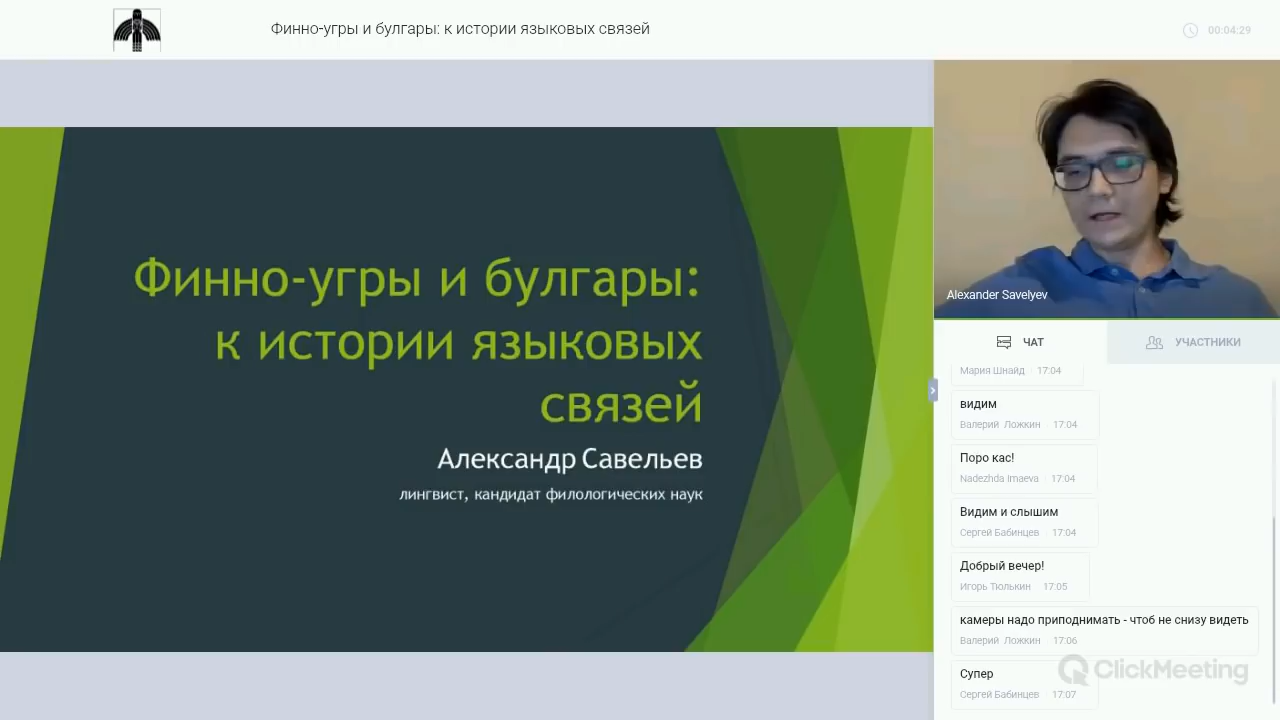 Финно-угры и булгары: к истории языковых связей
00:04:29
Финно-угры и булгары:
к истории языковых
связей
Александр Савельев
лингвист, кандидат филологических наук
Alexander Savelyev
ЧАТ
УЧАСТНИКИ
Мария Шнайд 17:04
видим
Валерий Ложкин 17:04
Поро кас!
Nadezhda Imaeva 17:04
Видим и слышим
Сергей Бабинцев 17:04
Добрый вечер!
Игорь Тюлькин 17:05
камеры надо приподнимать - чтоб не снизу видеть
Валерий Ложкин 17:06
Супер
Сергей Бабинцев 17:07
ClickMeeting